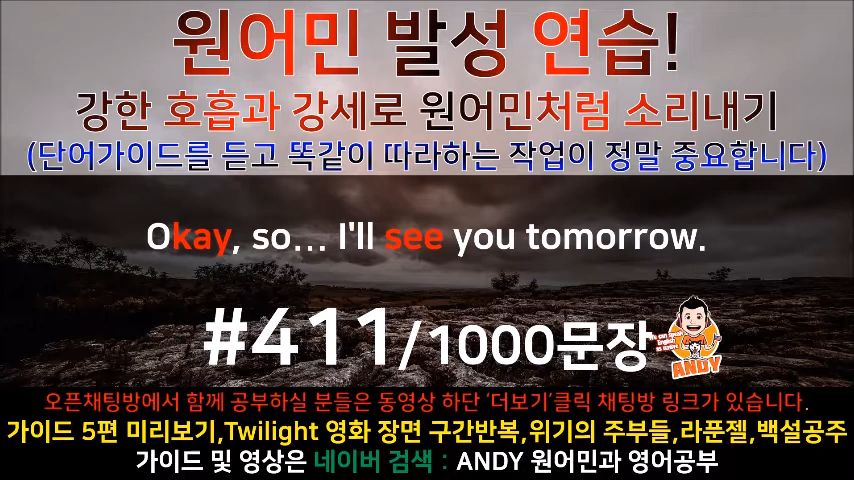 원어민 발성 연습!
강한 호흡과 강세로 원어민처럼 소리내기
(단어가이드를 듣고 똑같이 따라하는 작업이 정말 중요합니다)
Okay, so... I'll see you tomorrow.
#411/1000문장
We can speak
English
as native
ANDY
오픈채팅방에서 함께 공부하실 분들은 동영상 하단 '더보기'클릭 채팅방 링크가 있습니다.
가이드 5편 미리보기,Twilight 영화 장면 구간반복,위기의 주부들,라푼젤,백설공주
가이드 및 영상은 네이버 검색 : ANDY 원어민과 영어공부